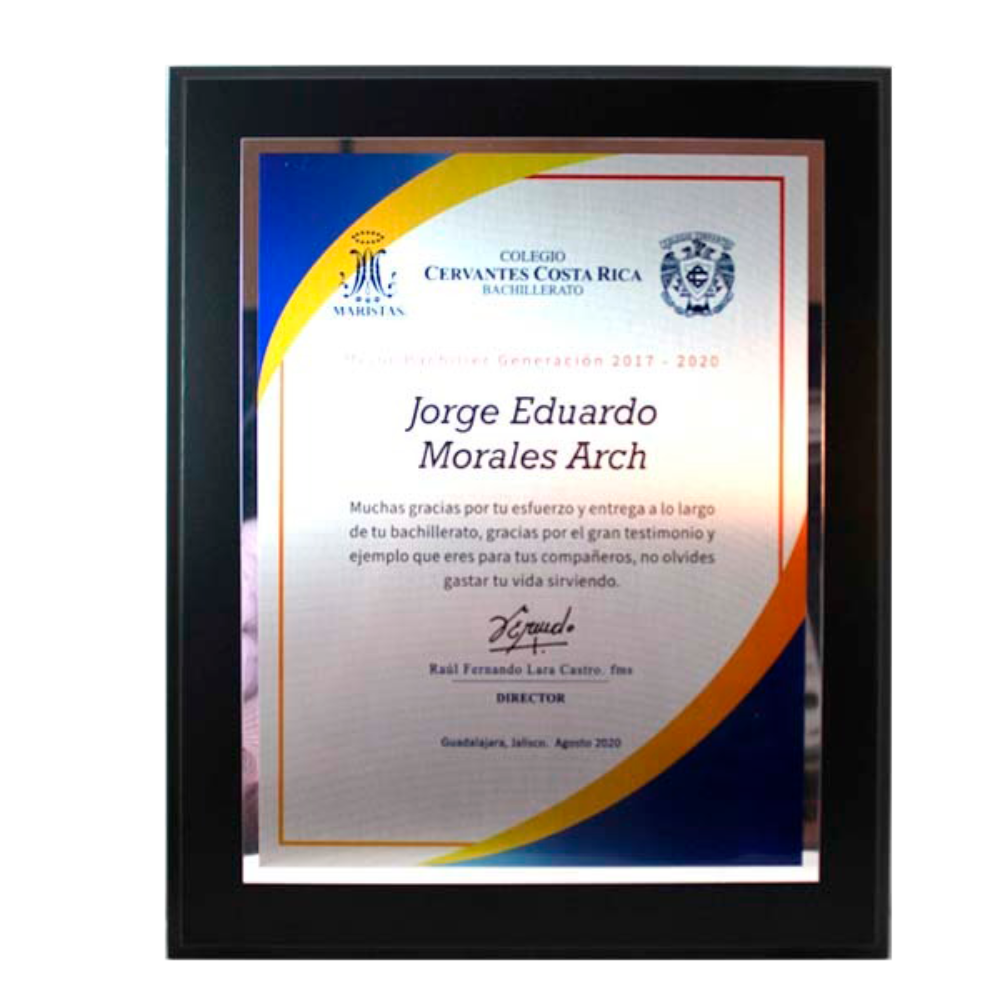 MARISTAS
COLEGIO
CERVANTES COSTA RICA
BACHILLERATO
Bachiller Generación 2017 - 2020
Jorge Eduardo
Morales Arch
Muchas gracias por tu esfuerzo y entrega a lo largo
de tu bachillerato, gracias por el gran testimonio y
ejemplo que eres para tus compañeros, no olvides
gastar tu vida sirviendo.
Raúl Fernando Lara Castro. fms
DIRECTOR
Guadalajara, Jalisco. Agosto 2020